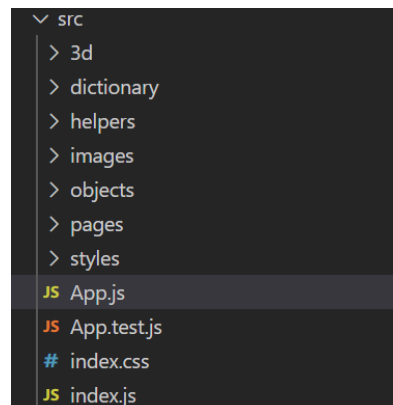 src
3d
dictionary
helpers
images
objects
pages
styles
JS App.js
JS App.test.js
# index.css
JS index.js